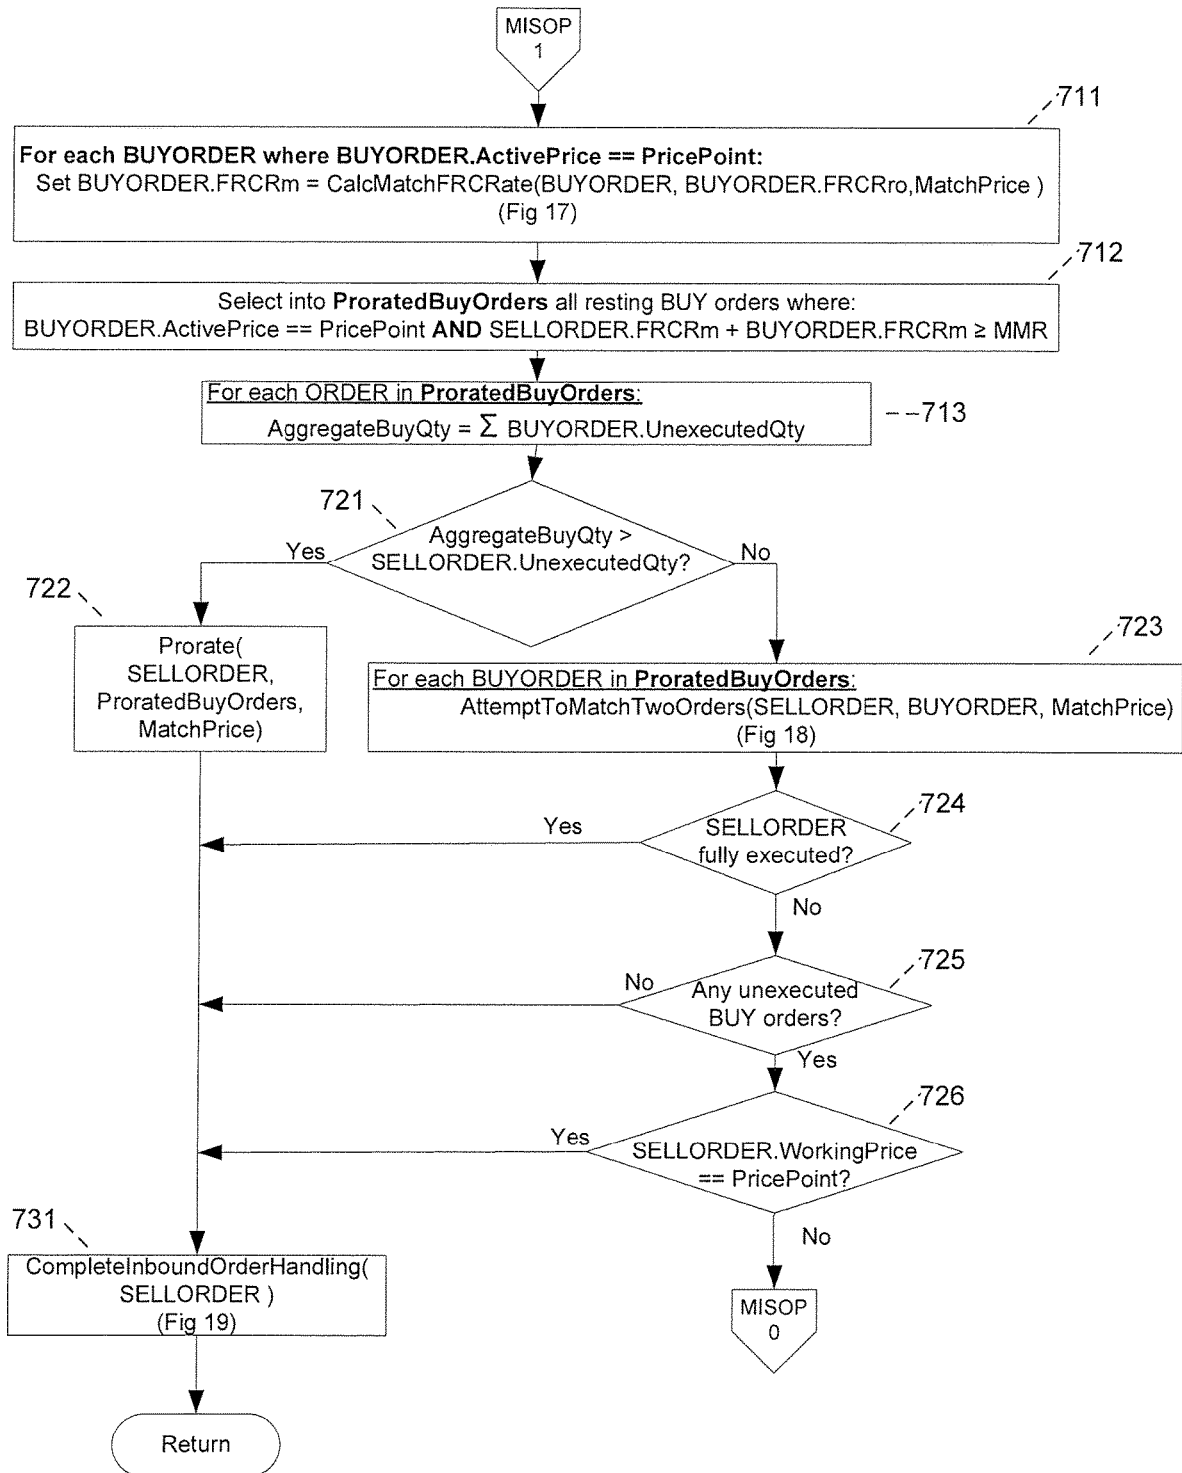 MISOP
1
711
For each BUYORDER where BUYORDER.ActivePrice == PricePoint:
Set BUYORDER.FRCRm = CalcMatchFRCRate(BUYORDER, BUYORDER.FRCRro,MatchPrice )
(Fig 17)
712
Select into ProratedBuyOrders all resting BUY orders where:
BUYORDER.ActivePrice == PricePoint AND SELLORDER.FRCRm + BUYORDER.FRCRm ≥ MMR
For each ORDER in ProratedBuyOrders:
AggregateBuyQty = Σ BUYORDER.UnexecutedQty
713
721
AggregateBuyQty >
SELLORDER.UnexecutedQty?
Yes
No
722
Prorate(
SELLORDER,
ProratedBuyOrders,
MatchPrice)
723
For each BUYORDER in ProratedBuyOrders:
AttemptToMatchTwoOrders(SELLORDER, BUYORDER, MatchPrice)
(Fig 18)
724
SELLORDER
fully executed?
Yes
No
725
Any unexecuted
BUY orders?
No
Yes
726
SELLORDER.WorkingPrice
== PricePoint?
Yes
No
731
CompleteInboundOrderHandling(
SELLORDER )
(Fig 19)
MISOP
0
Return